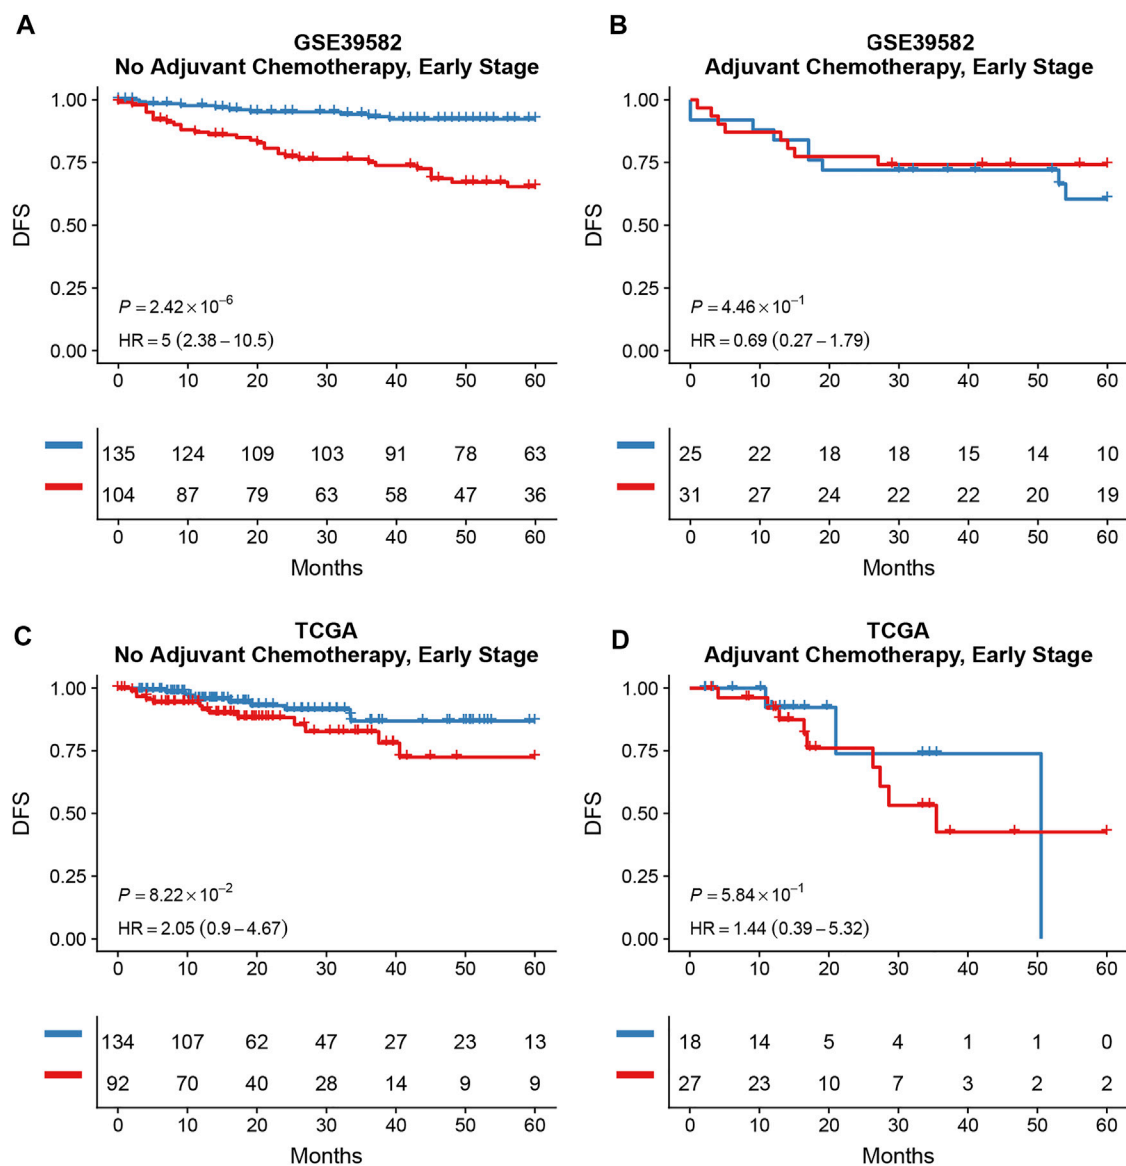 A
GSE39582
No Adjuvant Chemotherapy, Early Stage
1.00
0.75
0.50
0.25
0.00
DFS
P = 2.42 × 10⁻⁶
HR = 5 (2.38 – 10.5)
0 10 20 30 40 50 60
135 124 109 103 91 78 63
104 87 79 63 58 47 36
0 10 20 30 40 50 60
Months
B
GSE39582
Adjuvant Chemotherapy, Early Stage
1.00
0.75
0.50
0.25
0.00
DFS
P = 4.46 × 10⁻¹
HR = 0.69 (0.27 – 1.79)
0 10 20 30 40 50 60
25 22 18 18 15 14 10
31 27 24 22 22 20 19
0 10 20 30 40 50 60
Months
C
TCGA
No Adjuvant Chemotherapy, Early Stage
1.00
0.75
0.50
0.25
0.00
DFS
P = 8.22 × 10⁻²
HR = 2.05 (0.9 – 4.67)
0 10 20 30 40 50 60
134 107 62 47 27 23 13
92 70 40 28 14 9 9
0 10 20 30 40 50 60
Months
D
TCGA
Adjuvant Chemotherapy, Early Stage
1.00
0.75
0.50
0.25
0.00
DFS
P = 5.84 × 10⁻¹
HR = 1.44 (0.39 – 5.32)
0 10 20 30 40 50 60
18 14 5 4 1 1 0
27 23 10 7 3 2 2
0 10 20 30 40 50 60
Months